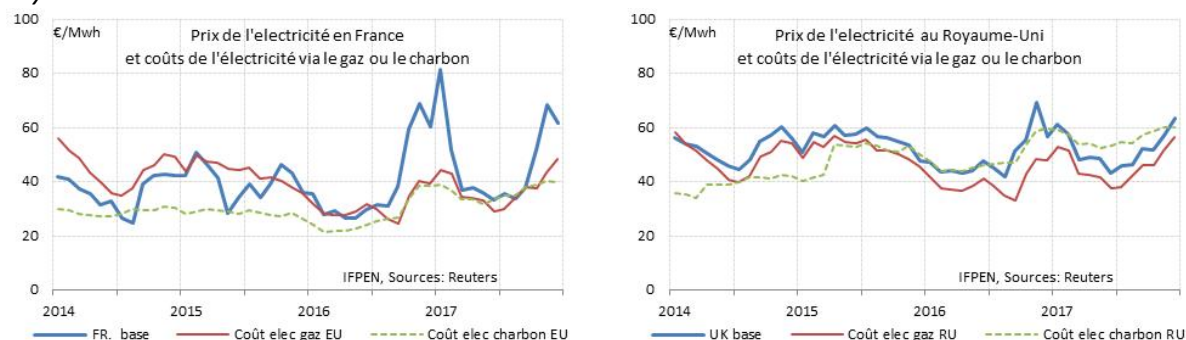 €/Mwh
Prix de l'electricité en France
et coûts de l'électricité via le gaz ou le charbon
100
80
60
40
20
0
IFPEN, Sources: Reuters
2014 2015 2016 2017
FR. base Coût elec gaz EU Coût elec charbon EU
€/Mwh
Prix de l'electricité au Royaume-Uni
et coûts de l'électricité via le gaz ou le charbon
100
80
60
40
20
0
IFPEN, Sources: Reuters
2014 2015 2016 2017
UK base Coût elec gaz RU Coût elec charbon RU